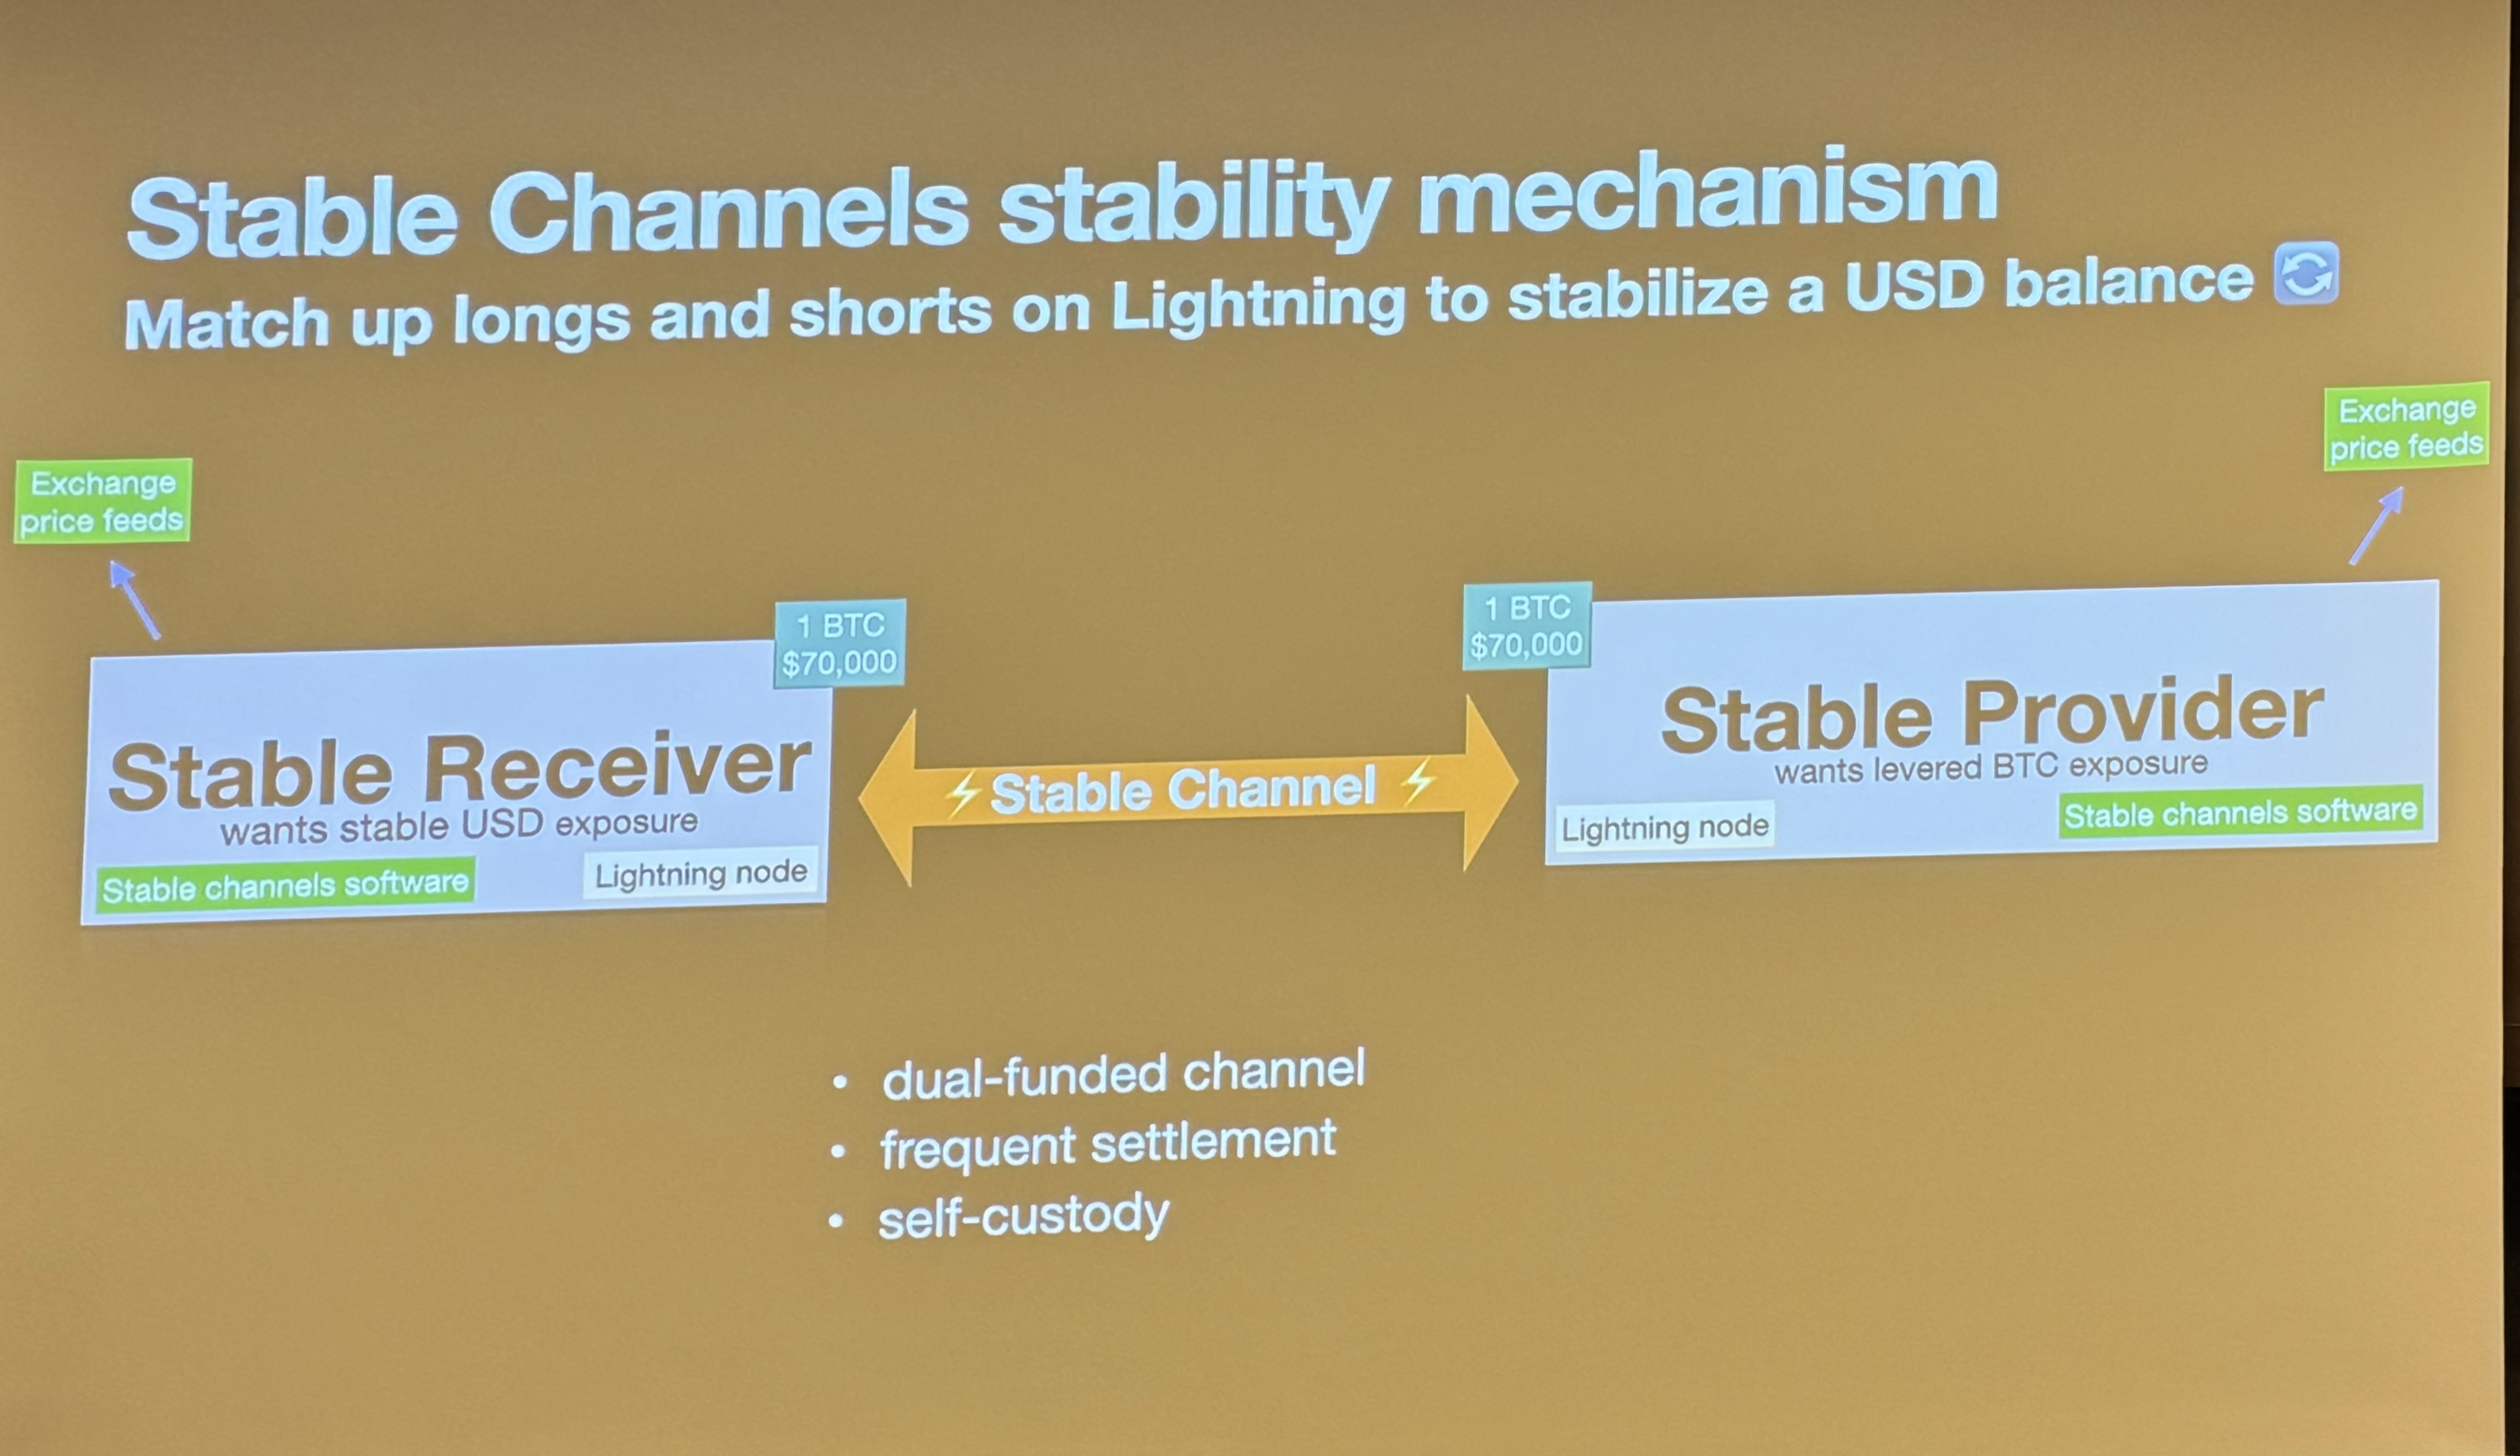 Stable Channels stability mechanism
Match up longs and shorts on Lightning to stabilize a USD balance
Exchange
price feeds
Exchange
price feeds
1 BTC
$70,000
1 BTC
$70,000
Stable Receiver
wants stable USD exposure
Stable channels software
Lightning node
Stable Channel
Stable Provider
wants levered BTC exposure
Lightning node
Stable channels software
• dual-funded channel
• frequent settlement
• self-custody